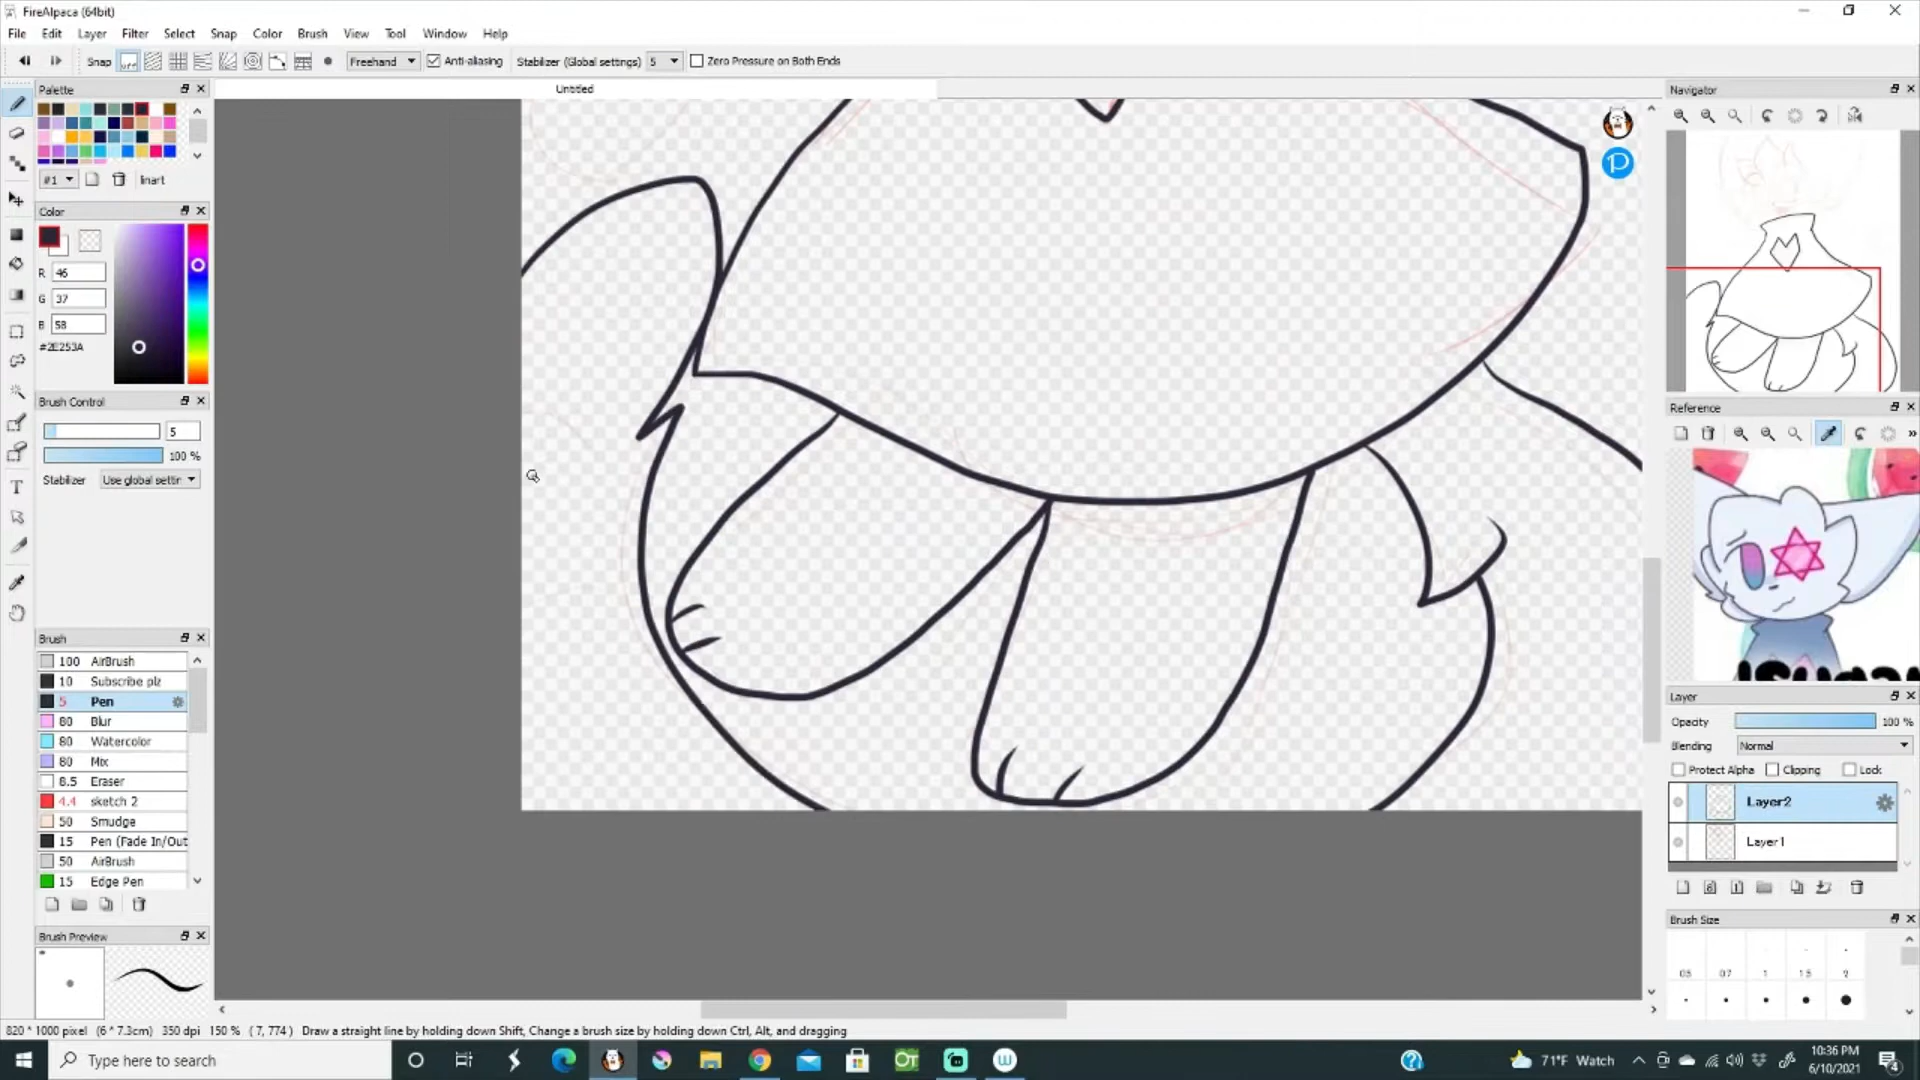 FireAlpaca (64bit)
File Edit Layer Filter Select Snap Color Brush View Tool Window Help
Snap off Freehand Anti-aliasing Stabilizer (Global settings) 5 Zero Pressure on Both Ends
Palette
Untitled
Navigator
#1 linart
Color
R 46
G 37
B 58
#2E253A
Brush Control
5
100 %
Stabilizer Use global settir
Reference
Brush
100 AirBrush
10 Subscribe plz
5 Pen
80 Blur
80 Watercolor
80 Mix
8.5 Eraser
4.4 sketch 2
50 Smudge
15 Pen (Fade In/Out
50 AirBrush
15 Edge Pen
Layer
Opacity 100 %
Blending Normal
Protect Alpha Clipping Lock
Layer2
Layer1
Brush Size
1 1.5 2
Brush Preview
820 * 1000 pixel (6 * 7.3cm) 350 dpi 150 % ( 7, 774 ) Draw a straight line by holding down Shift, Change a brush size by holding down Ctrl, Alt, and dragging
Type here to search
OT
W
71°F Watch
10:36 PM
6/10/2021
4